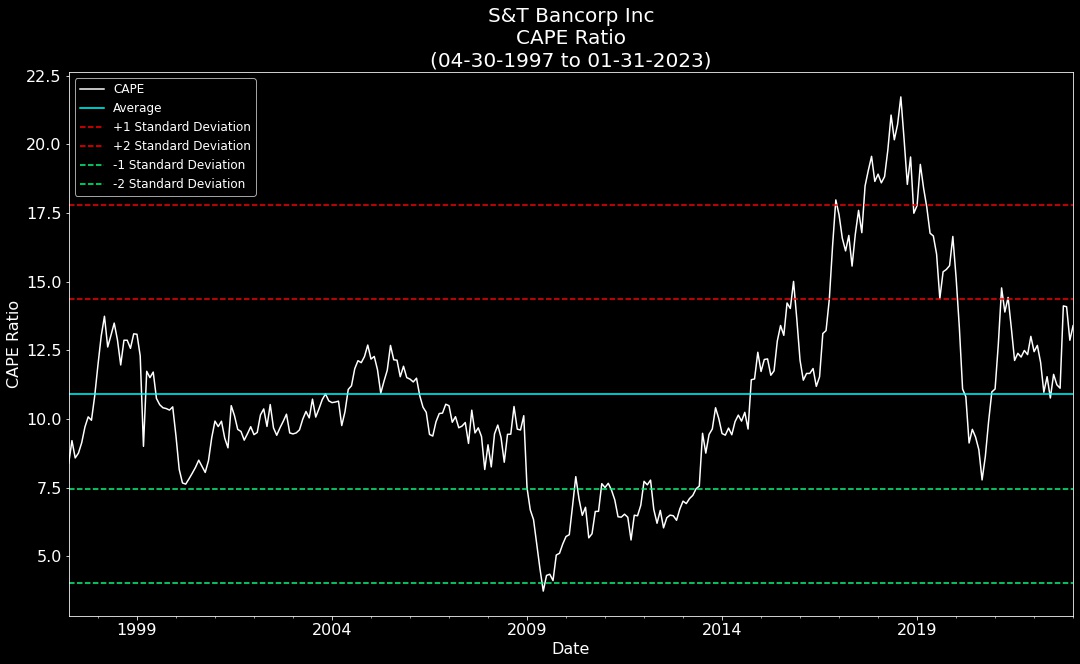 S&T Bancorp Inc
CAPE Ratio
(04-30-1997 to 01-31-2023)
CAPE
Average
+1 Standard Deviation
+2 Standard Deviation
-1 Standard Deviation
-2 Standard Deviation
CAPE Ratio
22.5
20.0
17.5
15.0
12.5
10.0
7.5
5.0
1999 2004 2009 2014 2019
Date